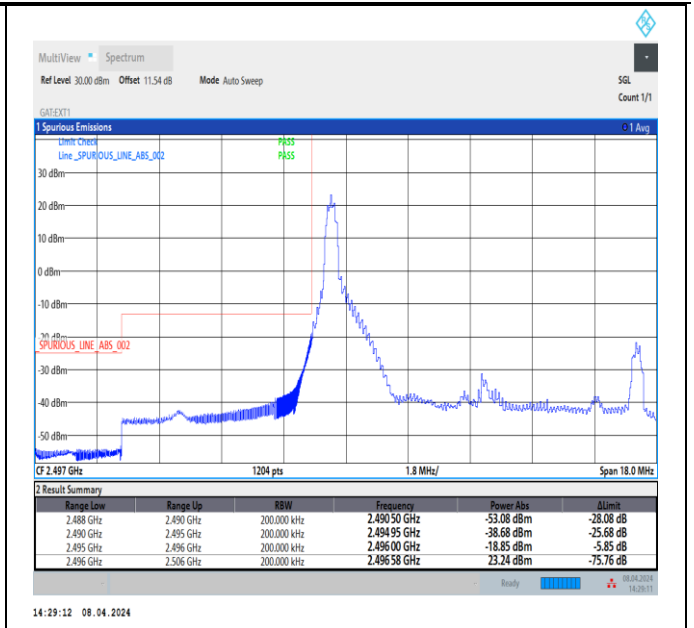 MultiView Spectrum
Ref Level 30.00 dBm Offset 11.54 dB Mode Auto Sweep SGL
Count 1/1
GAT:EXT1
1 Spurious Emissions 1 Avg
Limit Check PASS
Line _SPURIOUS_LINE_ABS_002 PASS
30 dBm
20 dBm
10 dBm
0 dBm
-10 dBm
-20 dBm
_SPURIOUS_LINE_ABS_002
-30 dBm
-40 dBm
-50 dBm
CF 2.497 GHz 1204 pts 1.8 MHz/ Span 18.0 MHz
2 Result Summary
Range Low Range Up RBW Frequency Power Abs ΔLimit
2.488 GHz 2.490 GHz 200.000 kHz 2.490 50 GHz -53.08 dBm -28.08 dB
2.490 GHz 2.495 GHz 200.000 kHz 2.494 95 GHz -38.68 dBm -25.68 dB
2.495 GHz 2.496 GHz 200.000 kHz 2.496 00 GHz -18.85 dBm -5.85 dB
2.496 GHz 2.506 GHz 200.000 kHz 2.496 58 GHz 23.24 dBm -75.76 dB
- - Ready 08.04.2024
14:29:11
14:29:12 08.04.2024